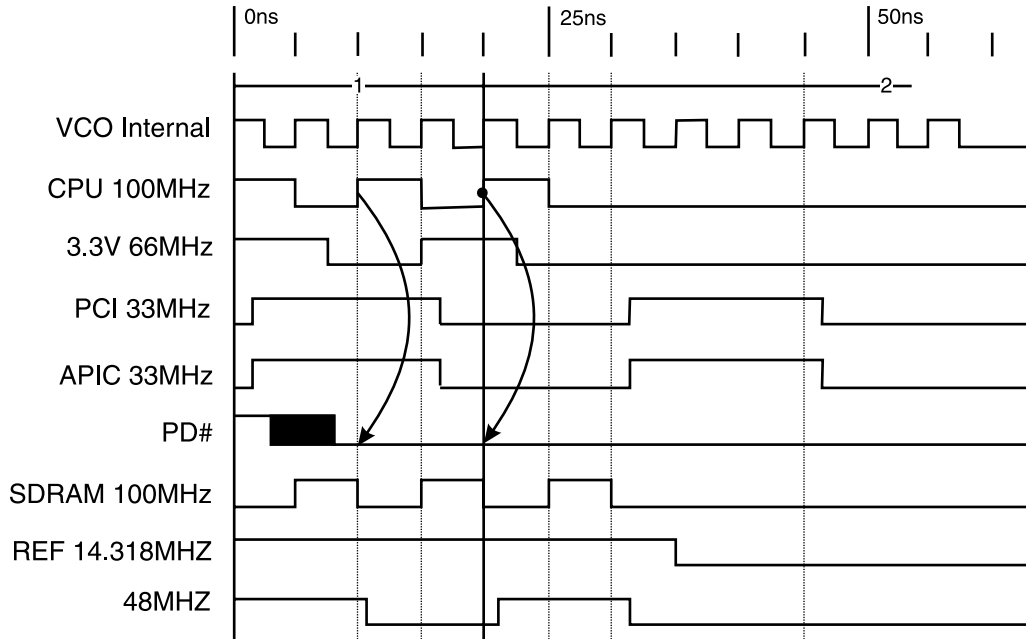 0ns 25ns 50ns
1 2
VCO Internal
CPU 100MHz
3.3V 66MHz
PCI 33MHz
APIC 33MHz
PD#
SDRAM 100MHz
REF 14.318MHZ
48MHZ